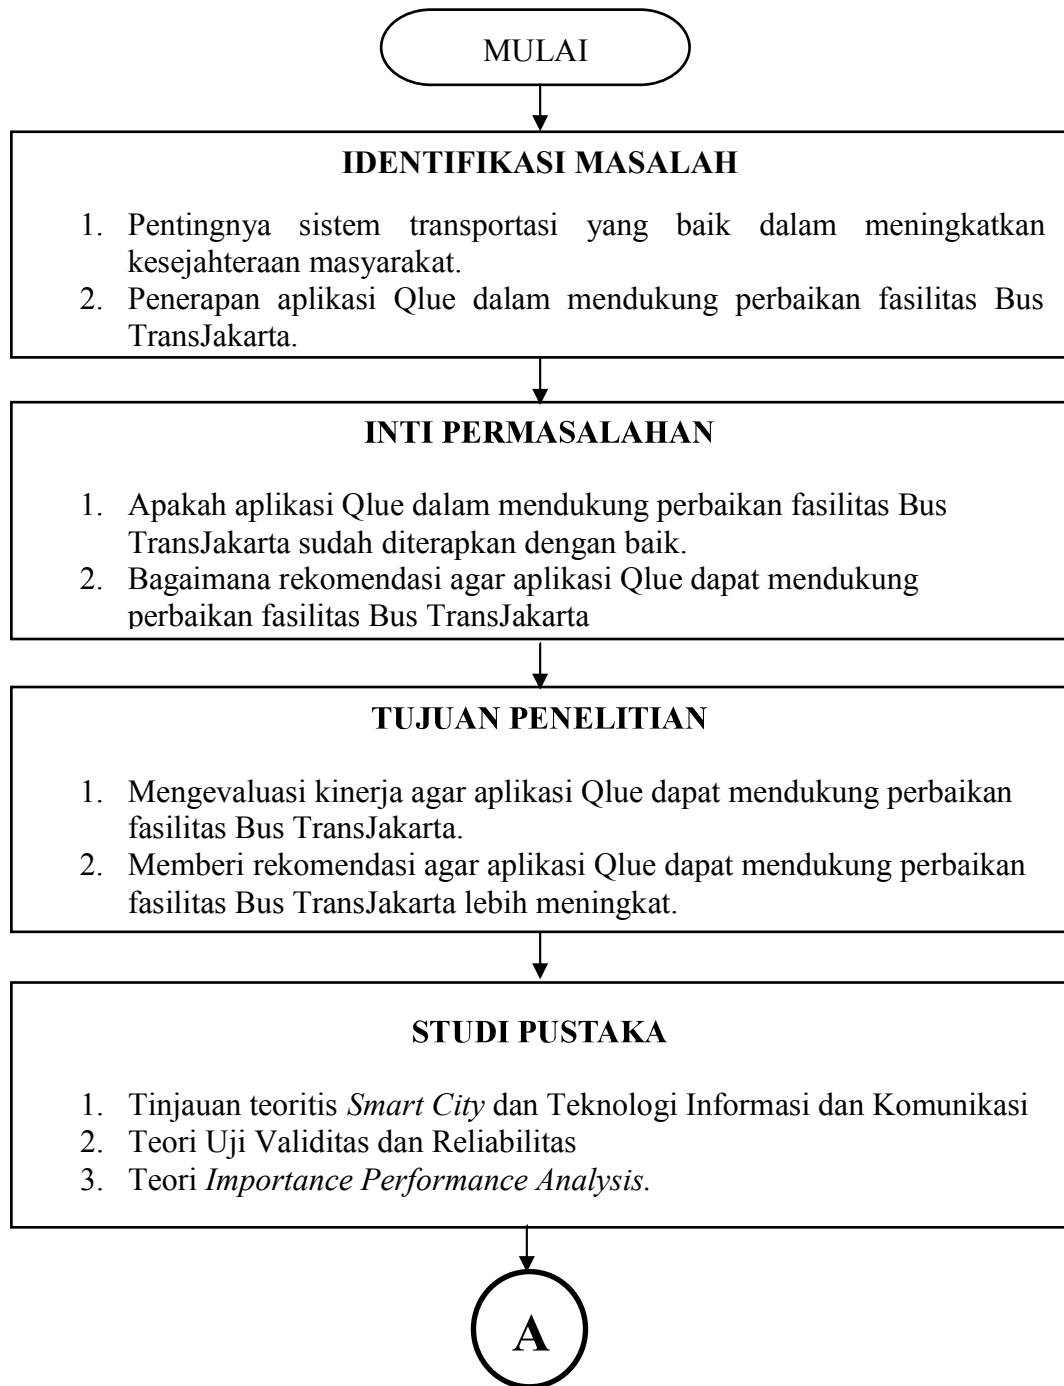 MULAI
IDENTIFIKASI MASALAH
1. Pentingnya sistem transportasi yang baik dalam meningkatkan
kesejahteraan masyarakat.
2. Penerapan aplikasi Qlue dalam mendukung perbaikan fasilitas Bus
TransJakarta.
INTI PERMASALAHAN
1. Apakah aplikasi Qlue dalam mendukung perbaikan fasilitas Bus
TransJakarta sudah diterapkan dengan baik.
2. Bagaimana rekomendasi agar aplikasi Qlue dapat mendukung
perbaikan fasilitas Bus TransJakarta
TUJUAN PENELITIAN
1. Mengevaluasi kinerja agar aplikasi Qlue dapat mendukung perbaikan
fasilitas Bus TransJakarta.
2. Memberi rekomendasi agar aplikasi Qlue dapat mendukung perbaikan
fasilitas Bus TransJakarta lebih meningkat.
STUDI PUSTAKA
1. Tinjauan teoritis Smart City dan Teknologi Informasi dan Komunikasi
2. Teori Uji Validitas dan Reliabilitas
3. Teori Importance Performance Analysis.
A